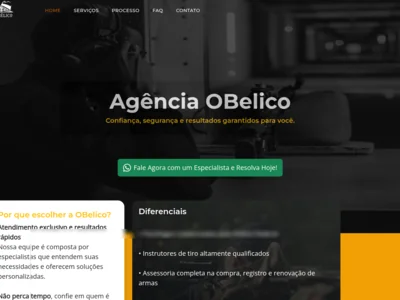 HOME SERVIÇOS PROCESSO FAQ CONTATO
Agência OBelico
Confiança, segurança e resultados garantidos para você.
Fale Agora com um Especialista e Resolva Hoje!
Por que escolher a OBelico?
Atendimento exclusivo e resultados
rápidos
Nossa equipe é composta por
especialistas que entendem suas
necessidades e oferecem soluções
personalizadas.
Não perca tempo, confie em quem é
Diferenciais
• Instrutores de tiro altamente qualificados
• Assessoria completa na compra, registro e renovação de
armas